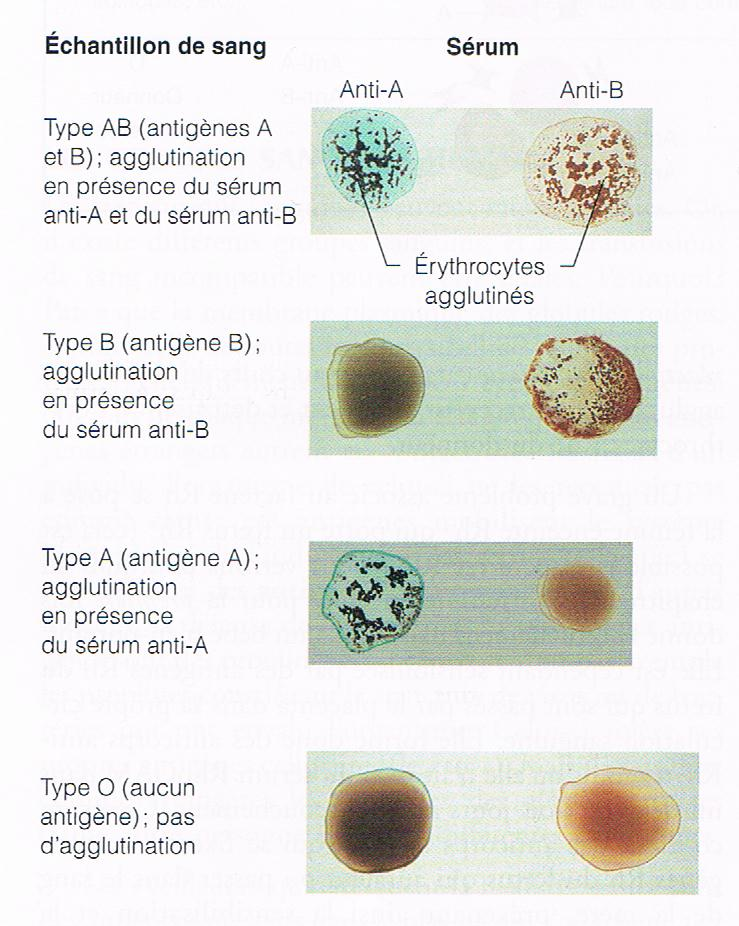 Échantillon de sang
Sérum
Anti-A
Anti-B
Type AB (antigènes A
et B); agglutination
en présence du sérum
anti-A et du sérum anti-B
Érythrocytes
agglutinés
Type B (antigène B);
agglutination
en présence
du sérum anti-B
Type A (antigène A);
agglutination
en présence
du sérum anti-A
Type O (aucun
antigène); pas
d'agglutination